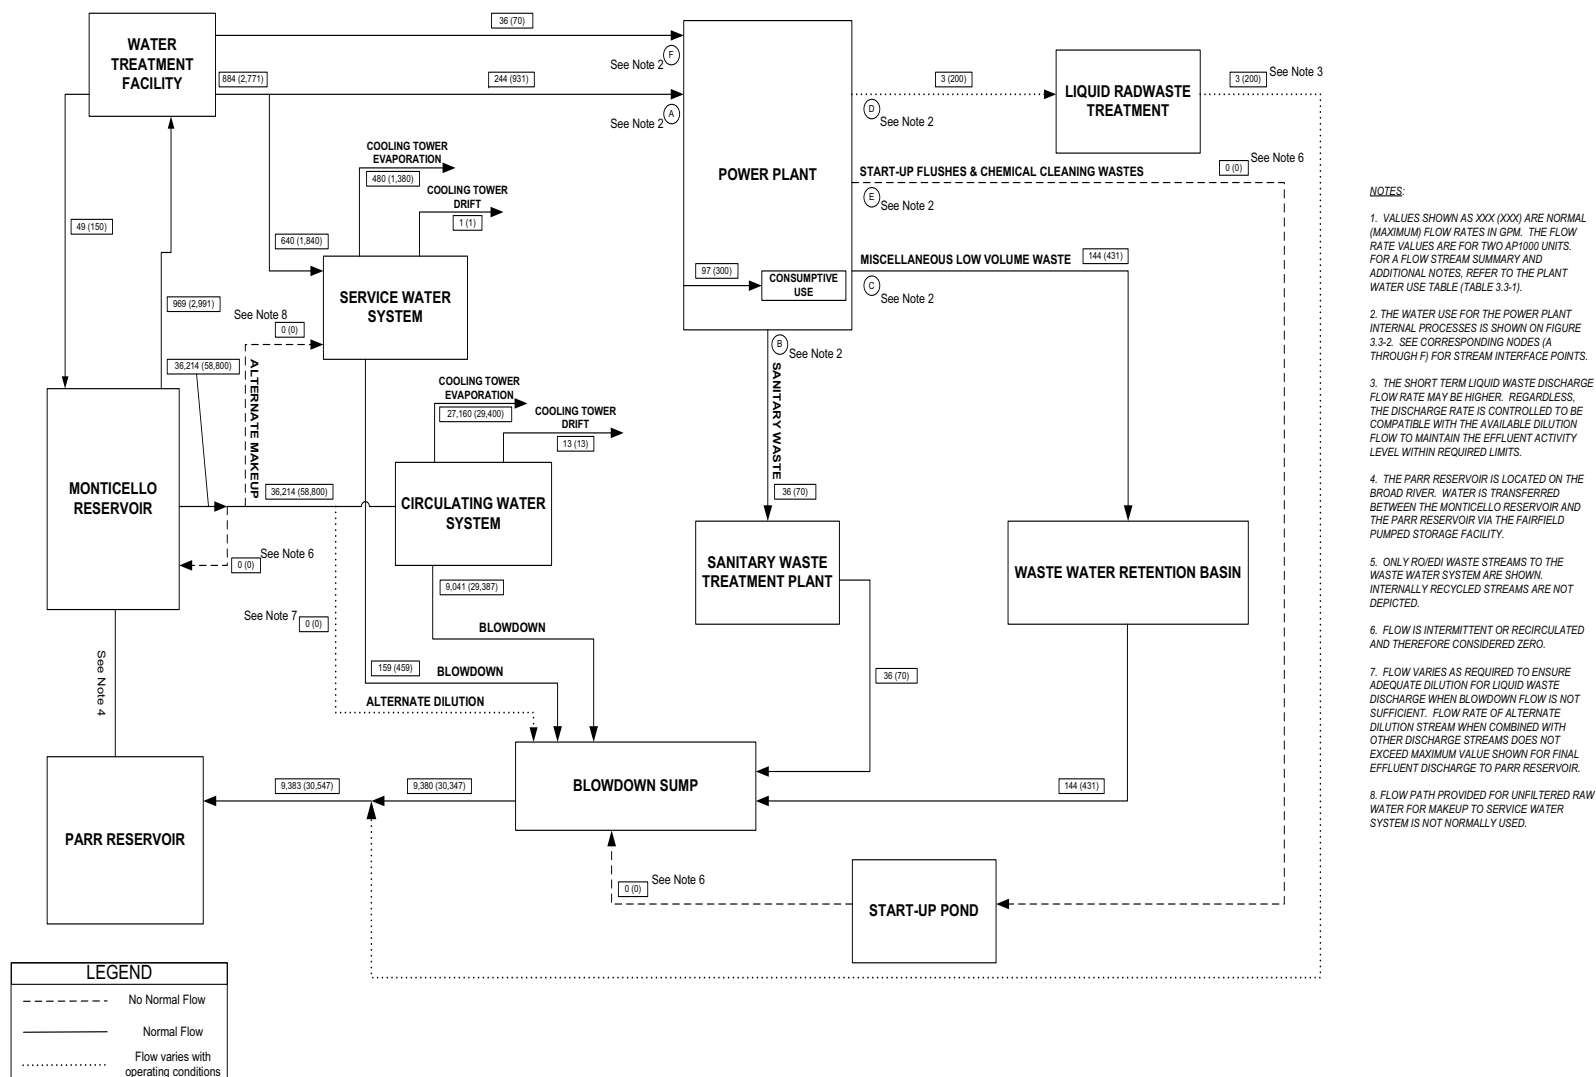 36 (70)
WATER
TREATMENT
FACILITY
See Note 2
F
884 (2,771)
244 (931)
See Note 2
A
3 (200)
D
See Note 2
LIQUID RADWASTE
TREATMENT
3 (200)
See Note 3
POWER PLANT
START-UP FLUSHES & CHEMICAL CLEANING WASTES
0 (0)
See Note 6
E
See Note 2
MISCELLANEOUS LOW VOLUME WASTE
144 (431)
C
See Note 2
97 (300)
CONSUMPTIVE
USE
B
See Note 2
COOLING TOWER
EVAPORATION
480 (1,380)
COOLING TOWER
DRIFT
1 (1)
49 (150)
640 (1,840)
SERVICE WATER
SYSTEM
969 (2,991)
See Note 8
0 (0)
36,214 (58,800)
ALTERNATE MAKEUP
COOLING TOWER
EVAPORATION
27,160 (29,400)
COOLING TOWER
DRIFT
13 (13)
SANITARY WASTE
36 (70)
MONTICELLO
RESERVOIR
36,214 (58,800)
CIRCULATING WATER
SYSTEM
0 (0)
See Note 6
SANITARY WASTE
TREATMENT PLANT
WASTE WATER RETENTION BASIN
9,041 (29,387)
See Note 7
0 (0)
BLOWDOWN
See Note 4
159 (459)
BLOWDOWN
36 (70)
ALTERNATE DILUTION
BLOWDOWN SUMP
9,383 (30,547)
9,380 (30,347)
144 (431)
PARR RESERVOIR
0 (0)
See Note 6
START-UP POND
LEGEND
No Normal Flow
Normal Flow
Flow varies with
operating conditions
NOTES:
1. VALUES SHOWN AS XXX (XXX) ARE NORMAL
(MAXIMUM) FLOW RATES IN GPM. THE FLOW
RATE VALUES ARE FOR TWO AP1000 UNITS.
FOR A FLOW STREAM SUMMARY AND
ADDITIONAL NOTES, REFER TO THE PLANT
WATER USE TABLE (TABLE 3.3-1).
2. THE WATER USE FOR THE POWER PLANT
INTERNAL PROCESSES IS SHOWN ON FIGURE
3.3-2. SEE CORRESPONDING NODES (A
THROUGH F) FOR STREAM INTERFACE POINTS.
3. THE SHORT TERM LIQUID WASTE DISCHARGE
FLOW RATE MAY BE HIGHER. REGARDLESS,
THE DISCHARGE RATE IS CONTROLLED TO BE
COMPATIBLE WITH THE AVAILABLE DILUTION
FLOW TO MAINTAIN THE EFFLUENT ACTIVITY
LEVEL WITHIN REQUIRED LIMITS.
4. THE PARR RESERVOIR IS LOCATED ON THE
BROAD RIVER. WATER IS TRANSFERRED
BETWEEN THE MONTICELLO RESERVOIR AND
THE PARR RESERVOIR VIA THE FAIRFIELD
PUMPED STORAGE FACILITY.
5. ONLY RO/EDI WASTE STREAMS TO THE
WASTE WATER SYSTEM ARE SHOWN.
INTERNALLY RECYCLED STREAMS ARE NOT
DEPICTED.
6. FLOW IS INTERMITTENT OR RECIRCULATED
AND THEREFORE CONSIDERED ZERO.
7. FLOW VARIES AS REQUIRED TO ENSURE
ADEQUATE DILUTION FOR LIQUID WASTE
DISCHARGE WHEN BLOWDOWN FLOW IS NOT
SUFFICIENT. FLOW RATE OF ALTERNATE
DILUTION STREAM WHEN COMBINED WITH
OTHER DISCHARGE STREAMS DOES NOT
EXCEED MAXIMUM VALUE SHOWN FOR FINAL
EFFLUENT DISCHARGE TO PARR RESERVOIR.
8. FLOW PATH PROVIDED FOR UNFILTERED RAW
WATER FOR MAKEUP TO SERVICE WATER
SYSTEM IS NOT NORMALLY USED.